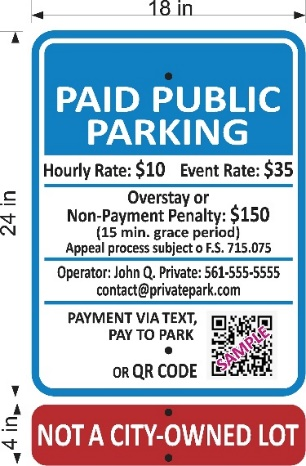 18 in
24 in
PAID PUBLIC
PARKING
Hourly Rate: $10 Event Rate: $35
Overstay or
Non-Payment Penalty: $150
(15 min. grace period)
Appeal process subject o F.S. 715.075
Operator: John Q. Private: 561-555-5555
contact@privatepark.com
PAYMENT VIA TEXT,
PAY TO PARK
OR QR CODE
SAMPLE
4 in
NOT A CITY-OWNED LOT